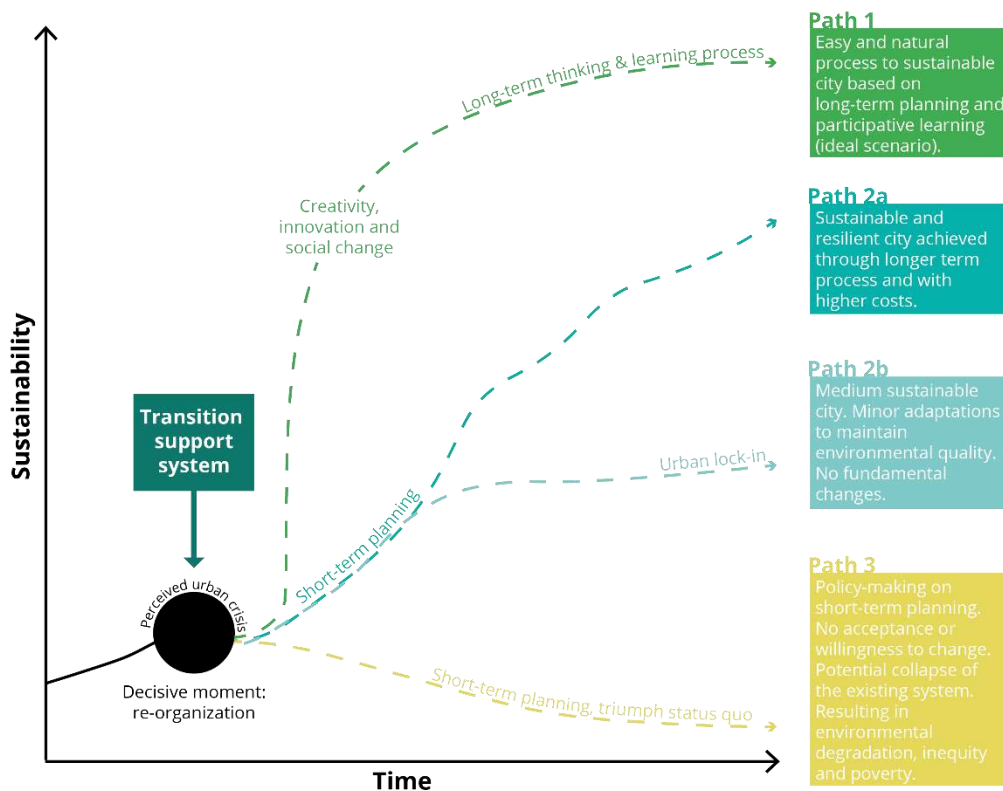 Path 1
Easy and natural
process to sustainable
city based on
long-term planning and
participative learning
(ideal scenario).
Long-term thinking & learning process
Creativity,
innovation and
social change
Path 2a
Sustainable and
resilient city achieved
through longer term
process and with
higher costs.
Path 2b
Medium sustainable
city. Minor adaptations
to maintain
environmental quality.
No fundamental
changes.
Urban lock-in
Short-term planning
Transition
support
system
Perceived urban crisis
Decisive moment:
re-organization
Path 3
Policy-making on
short-term planning.
No acceptance or
willingness to change.
Potential collapse of
the existing system.
Resulting in
environmental
degradation, inequity
and poverty.
Short-term planning, triumph status quo
Sustainability
Time